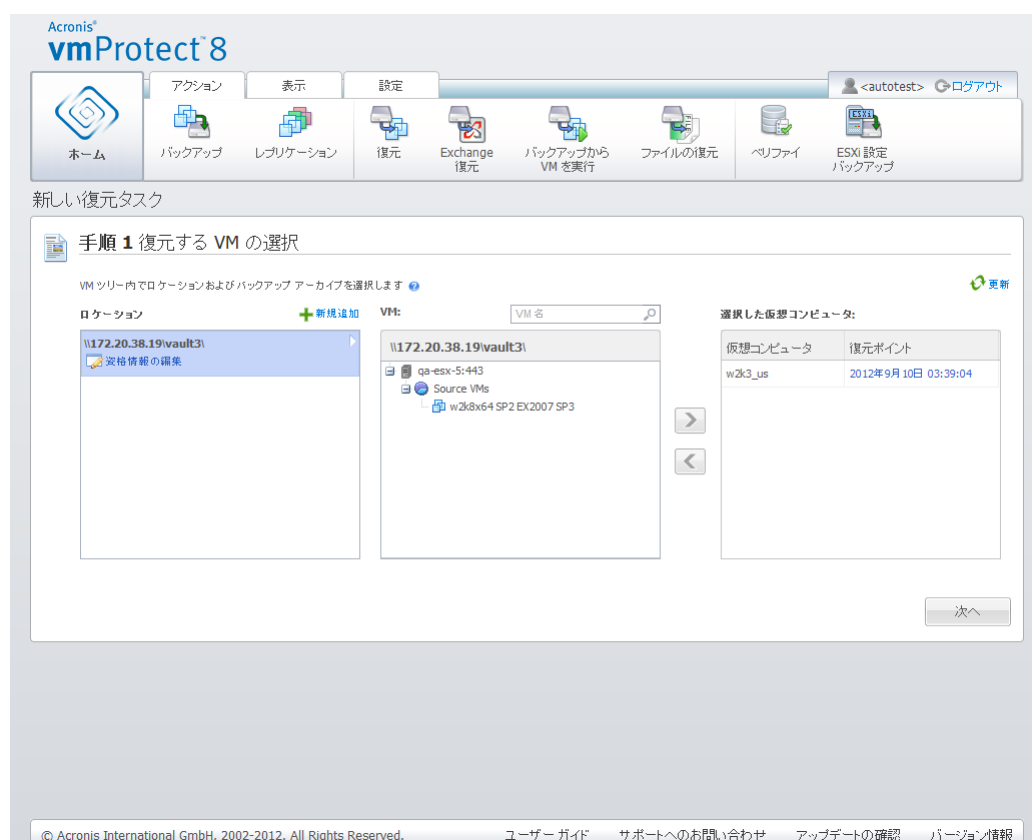 Acronis®
vmProtect™8
アクション 表示 設定 <autotest> ログアウト
ホーム
バックアップ
レプリケーション
復元
Exchange
復元
バックアップから
VM を実行
ファイルの復元
ベリファイ
ESXi
ESXi 設定
バックアップ
新しい復元タスク
手順 1 復元する VM の選択
VM ツリー内でロケーションおよびバックアップ アーカイブを選択します
更新
ロケーション 新規追加
\\172.20.38.19\vault3\
資格情報の編集
VM: VM 名
\\172.20.38.19\vault3\
qa-esx-5:443
Source VMs
w2k8x64 SP2 EX2007 SP3
選択した仮想コンピュータ:
仮想コンピュータ 復元ポイント
w2k3_us 2012年9月10日 03:39:04
次へ
© Acronis International GmbH, 2002-2012. All Rights Reserved. ユーザー ガイド サポートへのお問い合わせ アップデートの確認 バージョン情報